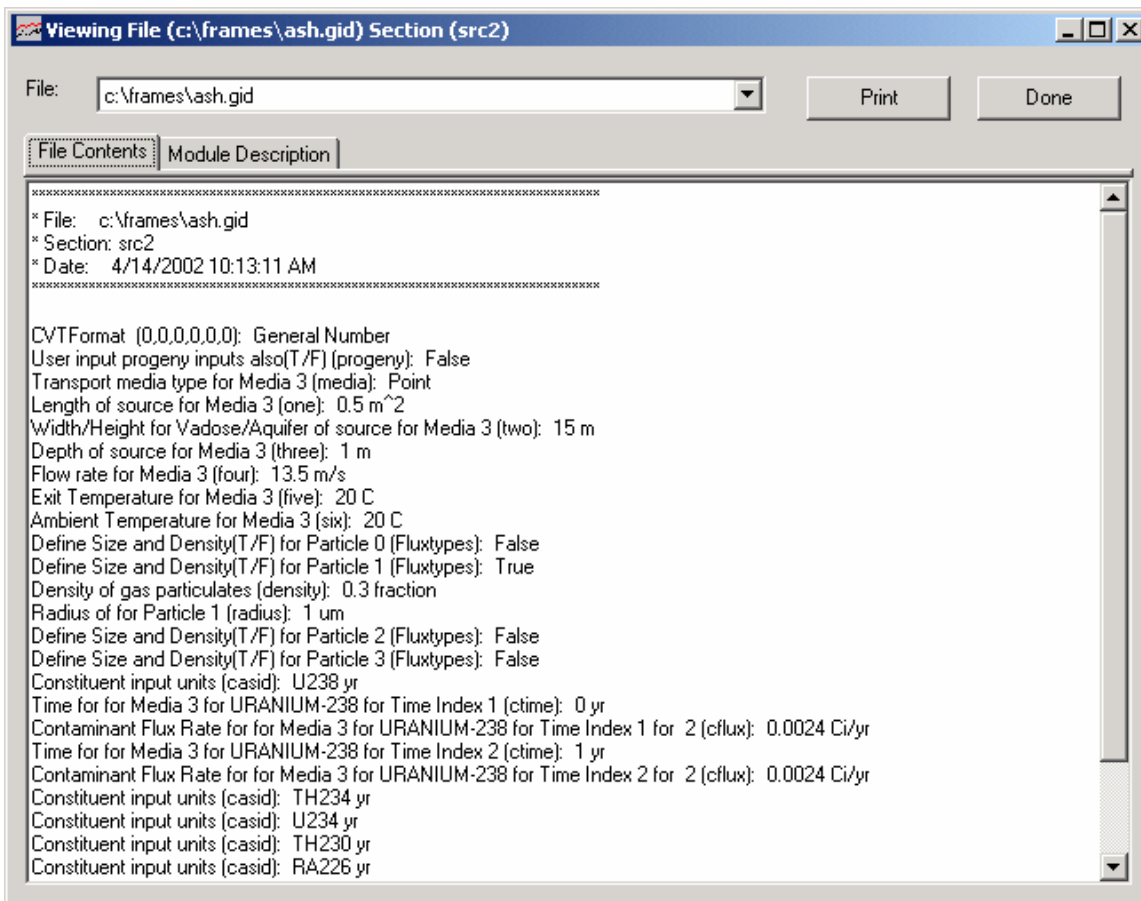 Viewing File (c:\frames\ash.gid) Section (src2)
File: c:\frames\ash.gid Print Done
File Contents Module Description
*******************************************************************************
* File: c:\frames\ash.gid
* Section: src2
* Date: 4/14/2002 10:13:11 AM
*******************************************************************************
CVTFormat (0,0,0,0,0,0): General Number
User input progeny inputs also(T/F) (progeny): False
Transport media type for Media 3 (media): Point
Length of source for Media 3 (one): 0.5 m^2
Width/Height for Vadose/Aquifer of source for Media 3 (two): 15 m
Depth of source for Media 3 (three): 1 m
Flow rate for Media 3 (four): 13.5 m/s
Exit Temperature for Media 3 (five): 20 C
Ambient Temperature for Media 3 (six): 20 C
Define Size and Density(T/F) for Particle 0 (Fluxtypes): False
Define Size and Density(T/F) for Particle 1 (Fluxtypes): True
Density of gas particulates (density): 0.3 fraction
Radius of for Particle 1 (radius): 1 um
Define Size and Density(T/F) for Particle 2 (Fluxtypes): False
Define Size and Density(T/F) for Particle 3 (Fluxtypes): False
Constituent input units (casid): U238 yr
Time for for Media 3 for URANIUM-238 for Time Index 1 (ctime): 0 yr
Contaminant Flux Rate for for Media 3 for URANIUM-238 for Time Index 1 for 2 (cflux): 0.0024 Ci/yr
Time for for Media 3 for URANIUM-238 for Time Index 2 (ctime): 1 yr
Contaminant Flux Rate for for Media 3 for URANIUM-238 for Time Index 2 for 2 (cflux): 0.0024 Ci/yr
Constituent input units (casid): TH234 yr
Constituent input units (casid): U234 yr
Constituent input units (casid): TH230 yr
Constituent input units (casid): RA226 yr